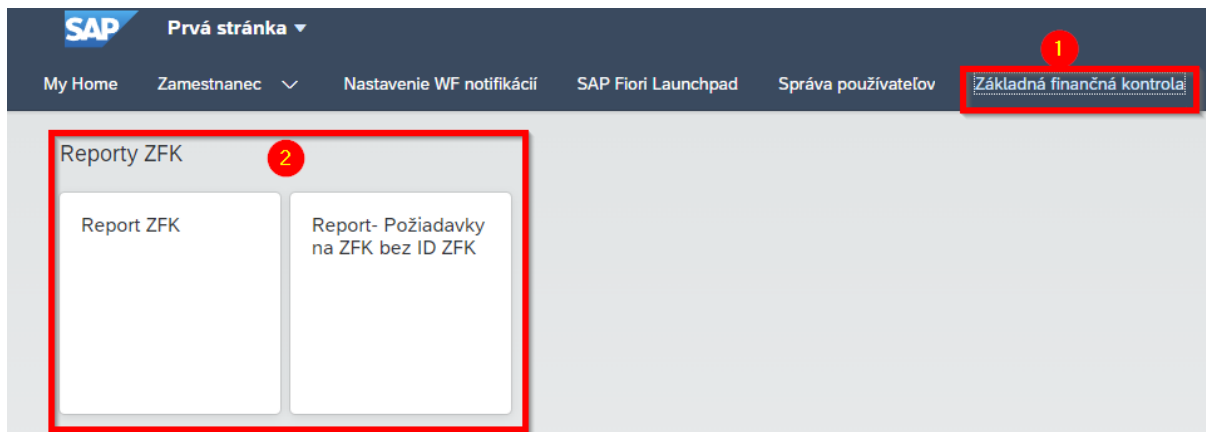 SAP Prvá stránka
1
My Home Zamestnanec Nastavenie WF notifikácií SAP Fiori Launchpad Správa používateľov Základná finančná kontrola
Reporty ZFK 2
Report ZFK
Report- Požiadavky
na ZFK bez ID ZFK